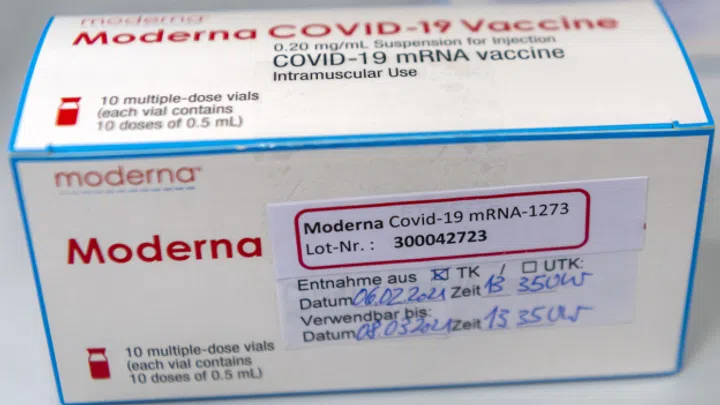 moderna
Moderna COVID-19 Vaccine
0.20 mg/mL Suspension for Injection
COVID-19 mRNA vaccine
Intramuscular Use
10 multiple-dose vials
(each vial contains
10 doses of 0.5 mL)
moderna
Moderna
Moderna Covid-19 mRNA-1273
Lot-Nr. : 300042723
Entnahme aus ☒ TK / ☐ UTK:
Datum 06.02.2021 Zeit 13 35 Uhr
Verwendbar bis:
Datum 08.03.2021 Zeit 13 35 Uhr
10 multiple-dose vials
(each vial contains
10 doses of 0.5 mL)